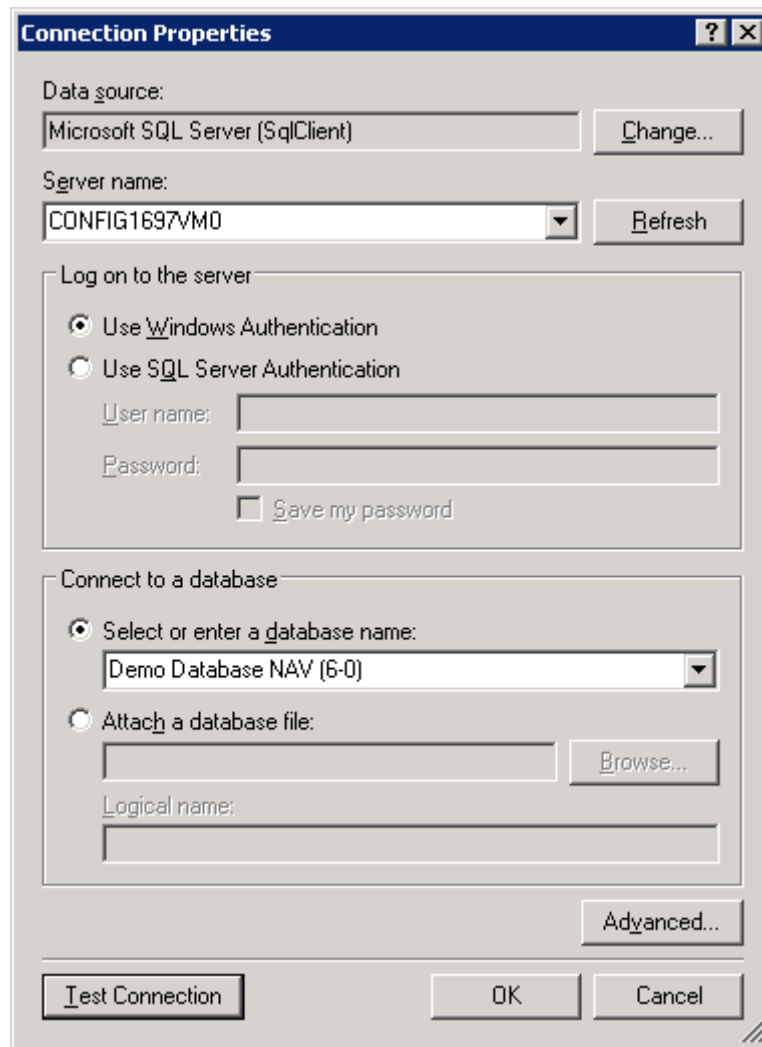 Connection Properties
Data source:
Microsoft SQL Server (SqlClient)
Change...
Server name:
CONFIG1697VM0
Refresh
Log on to the server
Use Windows Authentication
Use SQL Server Authentication
User name:
Password:
Save my password
Connect to a database
Select or enter a database name:
Demo Database NAV (6-0)
Attach a database file:
Browse...
Logical name:
Advanced...
Test Connection
OK
Cancel